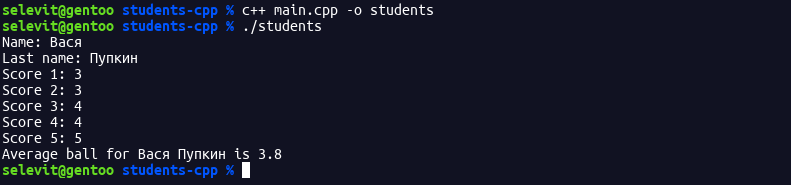 selevit@gentoo students-cpp % c++ main.cpp -o students
selevit@gentoo students-cpp % ./students
Name: Вася
Last name: Пупкин
Score 1: 3
Score 2: 3
Score 3: 4
Score 4: 4
Score 5: 5
Average ball for Вася Пупкин is 3.8
selevit@gentoo students-cpp %